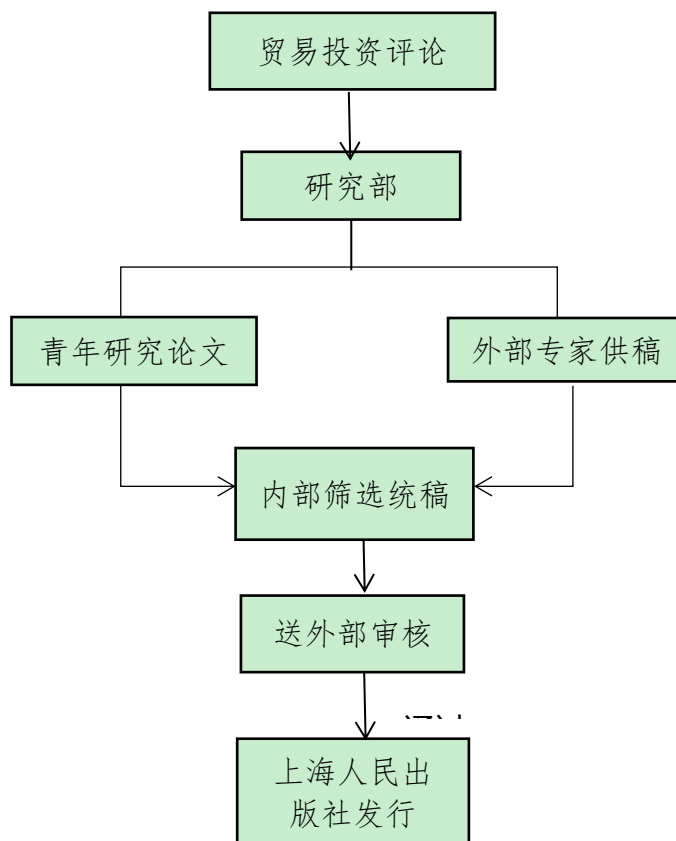 贸易投资评论
研究部
青年研究论文
外部专家供稿
内部筛选统稿
送外部审核
上海人民出
版社发行